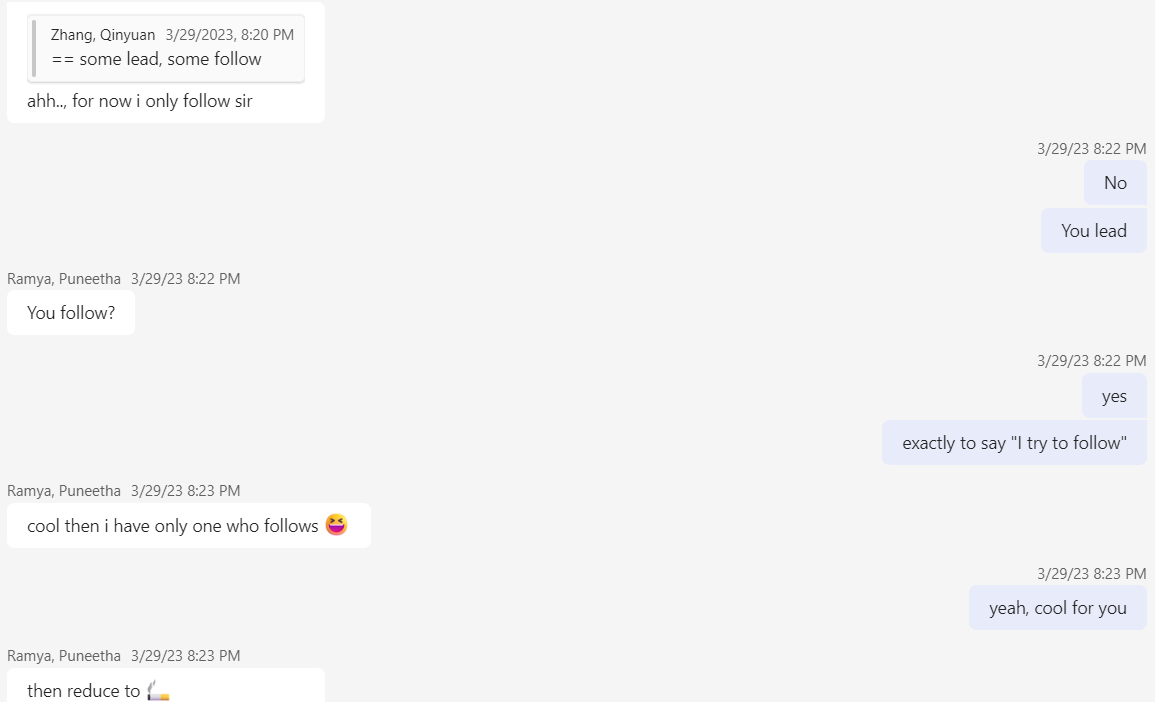 Zhang, Qinyuan 3/29/2023, 8:20 PM
== some lead, some follow
ahh.., for now i only follow sir
3/29/23 8:22 PM
No
You lead
Ramya, Puneetha 3/29/23 8:22 PM
You follow?
3/29/23 8:22 PM
yes
exactly to say "I try to follow"
Ramya, Puneetha 3/29/23 8:23 PM
cool then i have only one who follows 😆
3/29/23 8:23 PM
yeah, cool for you
Ramya, Puneetha 3/29/23 8:23 PM
then reduce to 🚬